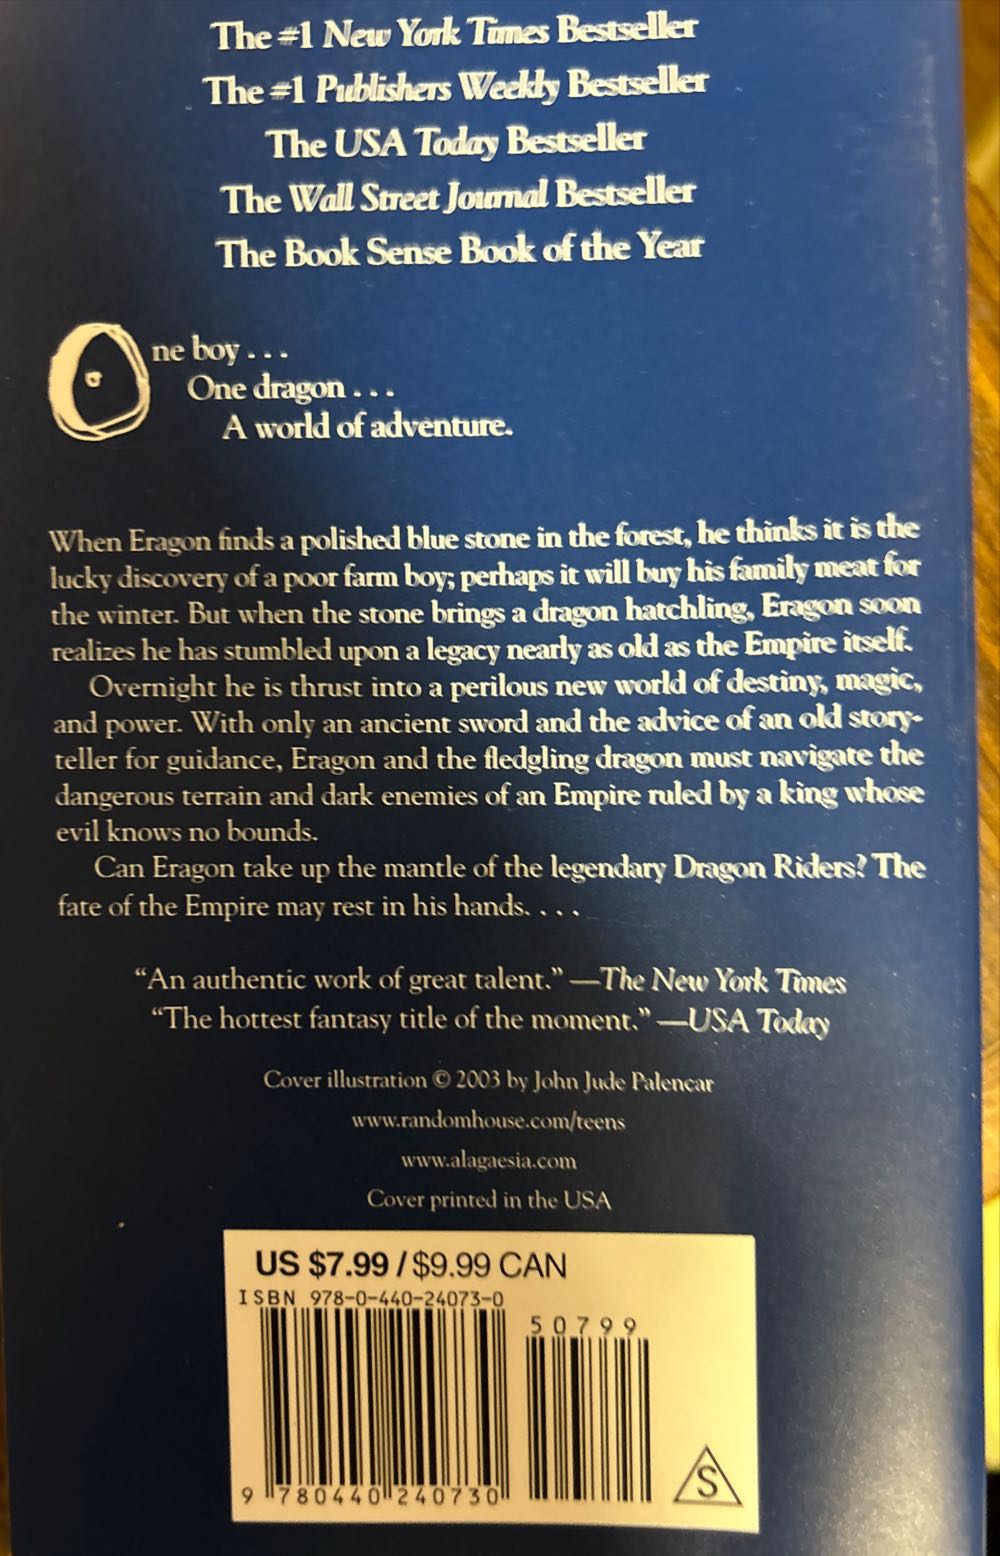 The #1 New York Times Bestseller
The #1 Publishers Weekly Bestseller
The USA Today Bestseller
The Wall Street Journal Bestseller
The Book Sense Book of the Year
One boy . . .
One dragon . . .
A world of adventure.
When Eragon finds a polished blue stone in the forest, he thinks it is the
lucky discovery of a poor farm boy; perhaps it will buy his family meat for
the winter. But when the stone brings a dragon hatchling, Eragon soon
realizes he has stumbled upon a legacy nearly as old as the Empire itself.
Overnight he is thrust into a perilous new world of destiny, magic,
and power. With only an ancient sword and the advice of an old story-
teller for guidance, Eragon and the fledgling dragon must navigate the
dangerous terrain and dark enemies of an Empire ruled by a king whose
evil knows no bounds.
Can Eragon take up the mantle of the legendary Dragon Riders? The
fate of the Empire may rest in his hands. . . .
“An authentic work of great talent.” —The New York Times
“The hottest fantasy title of the moment.” —USA Today
Cover illustration © 2003 by John Jude Palencar
www.randomhouse.com/teens
www.alagaesia.com
Cover printed in the USA
US $7.99 / $9.99 CAN
ISBN 978-0-440-24073-0
50799
9 780440 240730
S